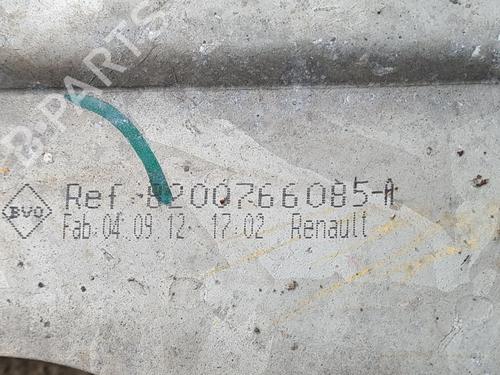 B-PARTS
Ref :8200766085-A
BVO
Fab:04.09.12 17:02 Renault